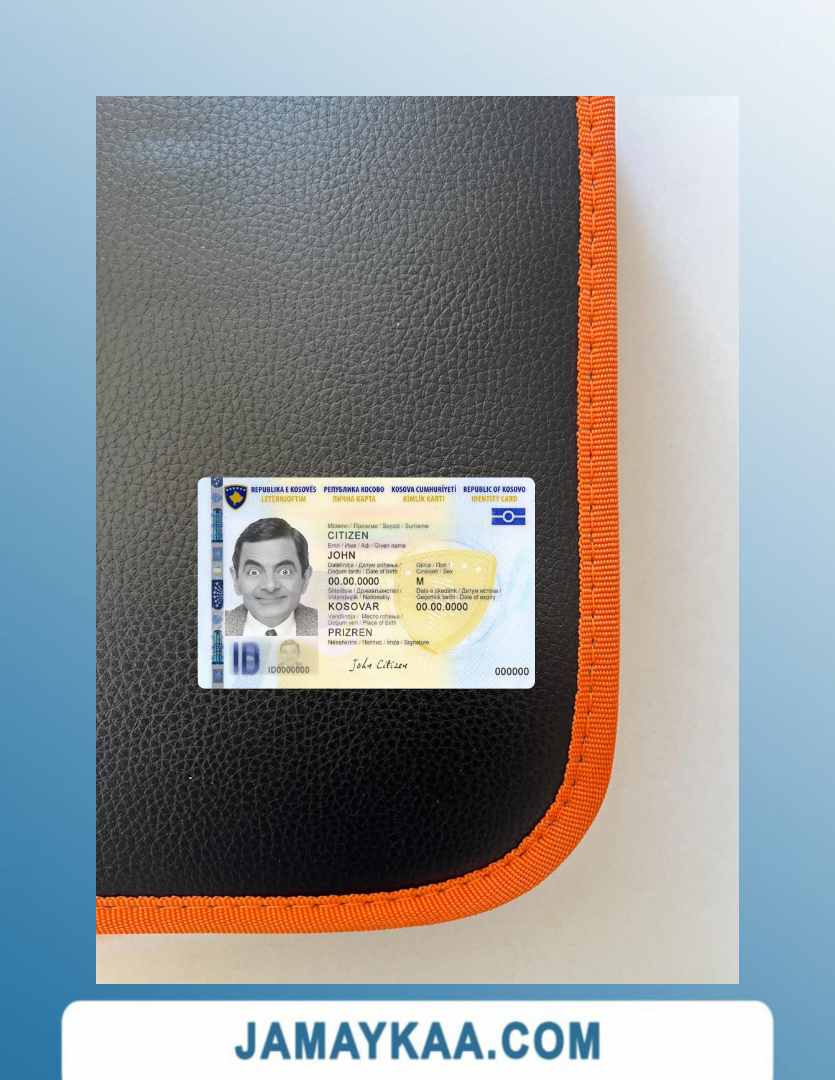 REPUBLIKA E KOSOVËS РЕПУБЛИКА КОСОВО KOSOVA CUMHURİYETİ REPUBLIC OF KOSOVO
LETËRNJOFTIM ЛИЧНА КАРТА KİMLİK KARTI IDENTITY CARD
Mbiemri / Презиме / Soyadı / Surname
CITIZEN
Emri / Име / Adı / Given name
JOHN
Datëlindja / Датум рођења /
Doğum tarihi / Date of birth
00.00.0000
Gjinia / Пол /
Cinsiyeti / Sex
M
Shtetësia / Држављанство /
Vatandaşlık / Nationality
KOSOVAR
Data e skadimit / Датум истека /
Geçerlilik tarihi / Date of expiry
00.00.0000
Vendlindja / Место рођења /
Doğum yeri / Place of birth
PRIZREN
Nënshkrimi / Потпис / İmza / Signature
John Citizen
ID
ID0000000
000000
JAMAYKAA.COM